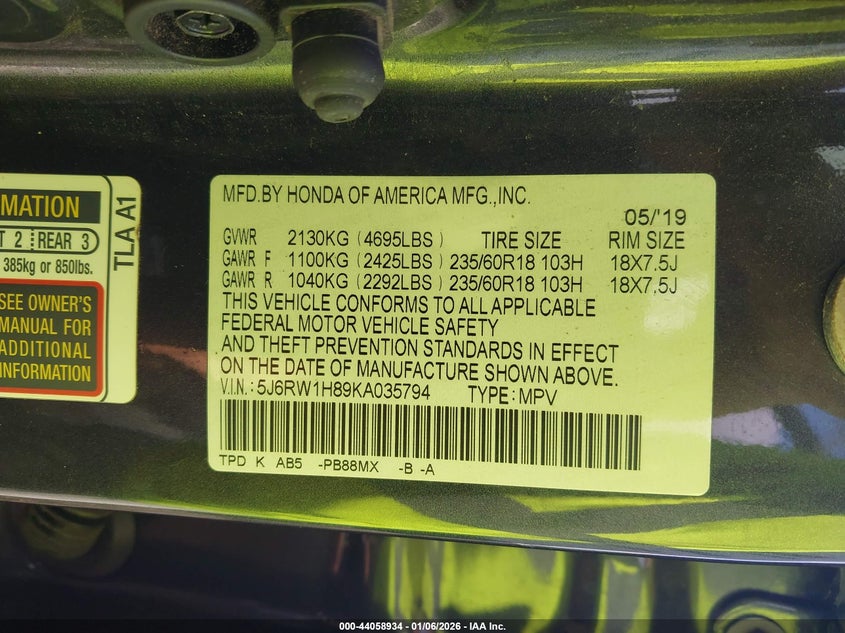 MATION
T 2 REAR 3
385kg or 850lbs.
SEE OWNER'S
MANUAL FOR
ADDITIONAL
INFORMATION
TLA A1
MFD.BY HONDA OF AMERICA MFG.,INC.
05/'19
GVWR 2130KG (4695LBS) TIRE SIZE RIM SIZE
GAWR F 1100KG (2425LBS) 235/60R18 103H 18X7.5J
GAWR R 1040KG (2292LBS) 235/60R18 103H 18X7.5J
THIS VEHICLE CONFORMS TO ALL APPLICABLE
FEDERAL MOTOR VEHICLE SAFETY
AND THEFT PREVENTION STANDARDS IN EFFECT
ON THE DATE OF MANUFACTURE SHOWN ABOVE.
V.I.N.: 5J6RW1H89KA035794 TYPE: MPV
TPD K AB5 -PB88MX -B -A
000-44058934 - 01/06/2026 - IAA Inc.